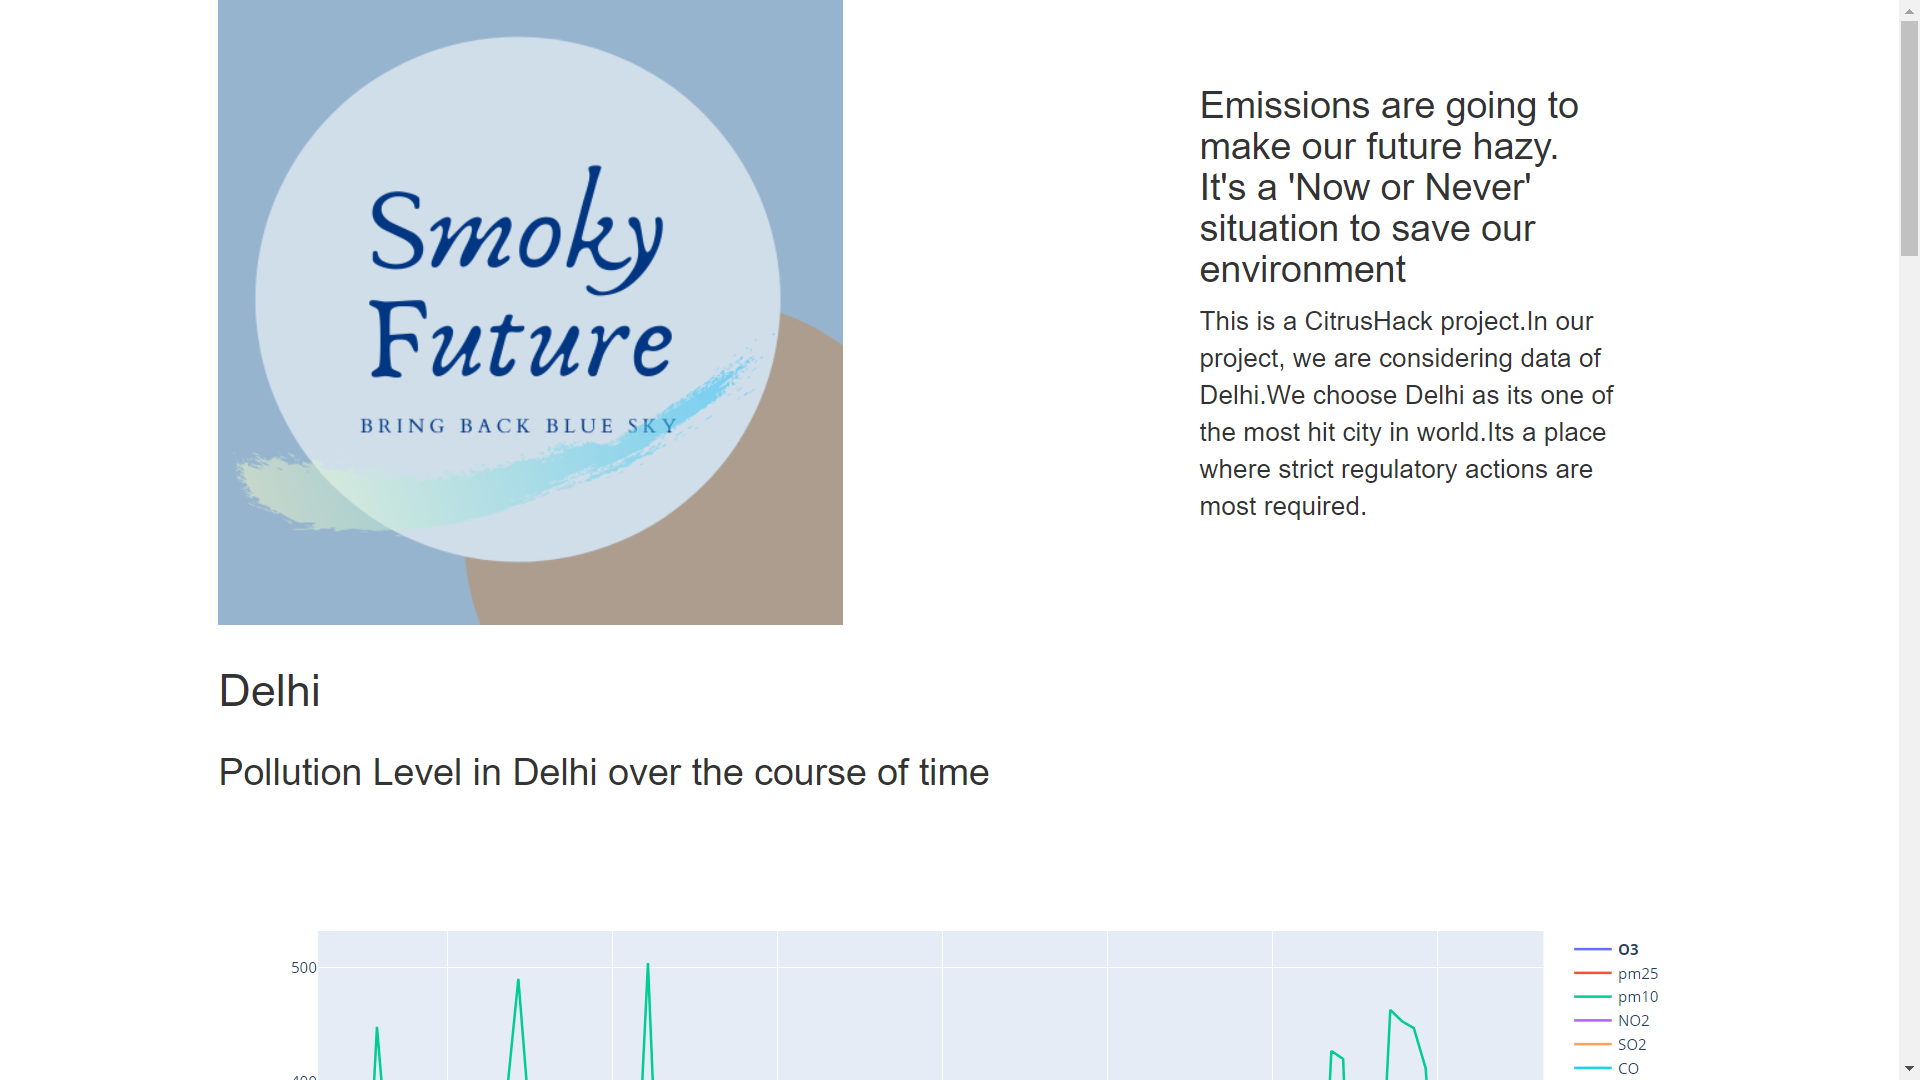 Smoky
Future
BRING BACK BLUE SKY
Emissions are going to
make our future hazy.
It's a 'Now or Never'
situation to save our
environment
This is a CitrusHack project.In our
project, we are considering data of
Delhi.We choose Delhi as its one of
the most hit city in world.Its a place
where strict regulatory actions are
most required.
Delhi
Pollution Level in Delhi over the course of time
500
400
O3
pm25
pm10
NO2
SO2
CO